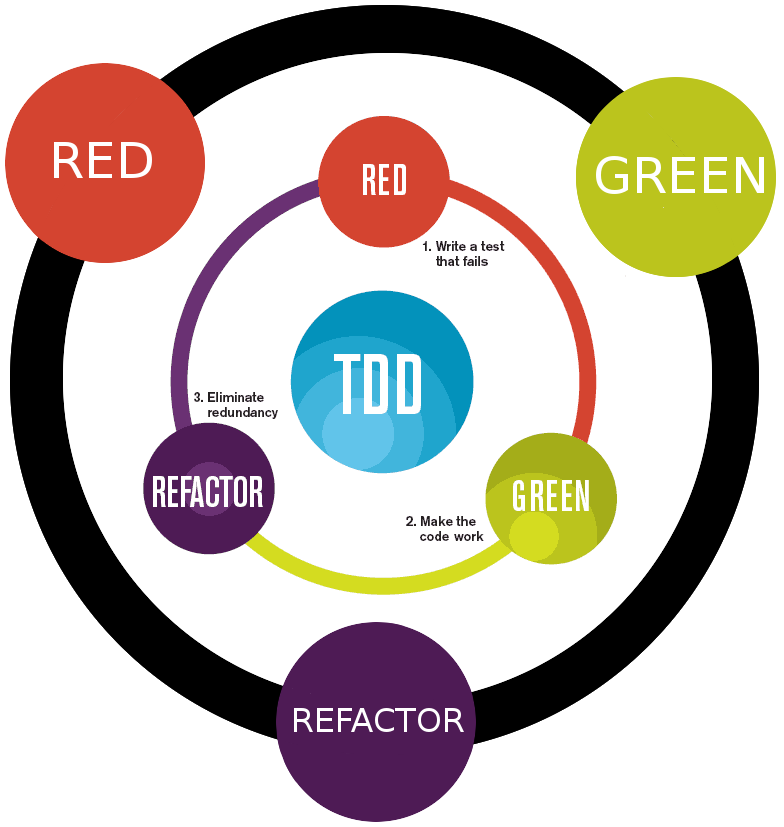 RED
GREEN
RED
1. Write a test
that fails
TDD
3. Eliminate
redundancy
REFACTOR
GREEN
2. Make the
code work
REFACTOR